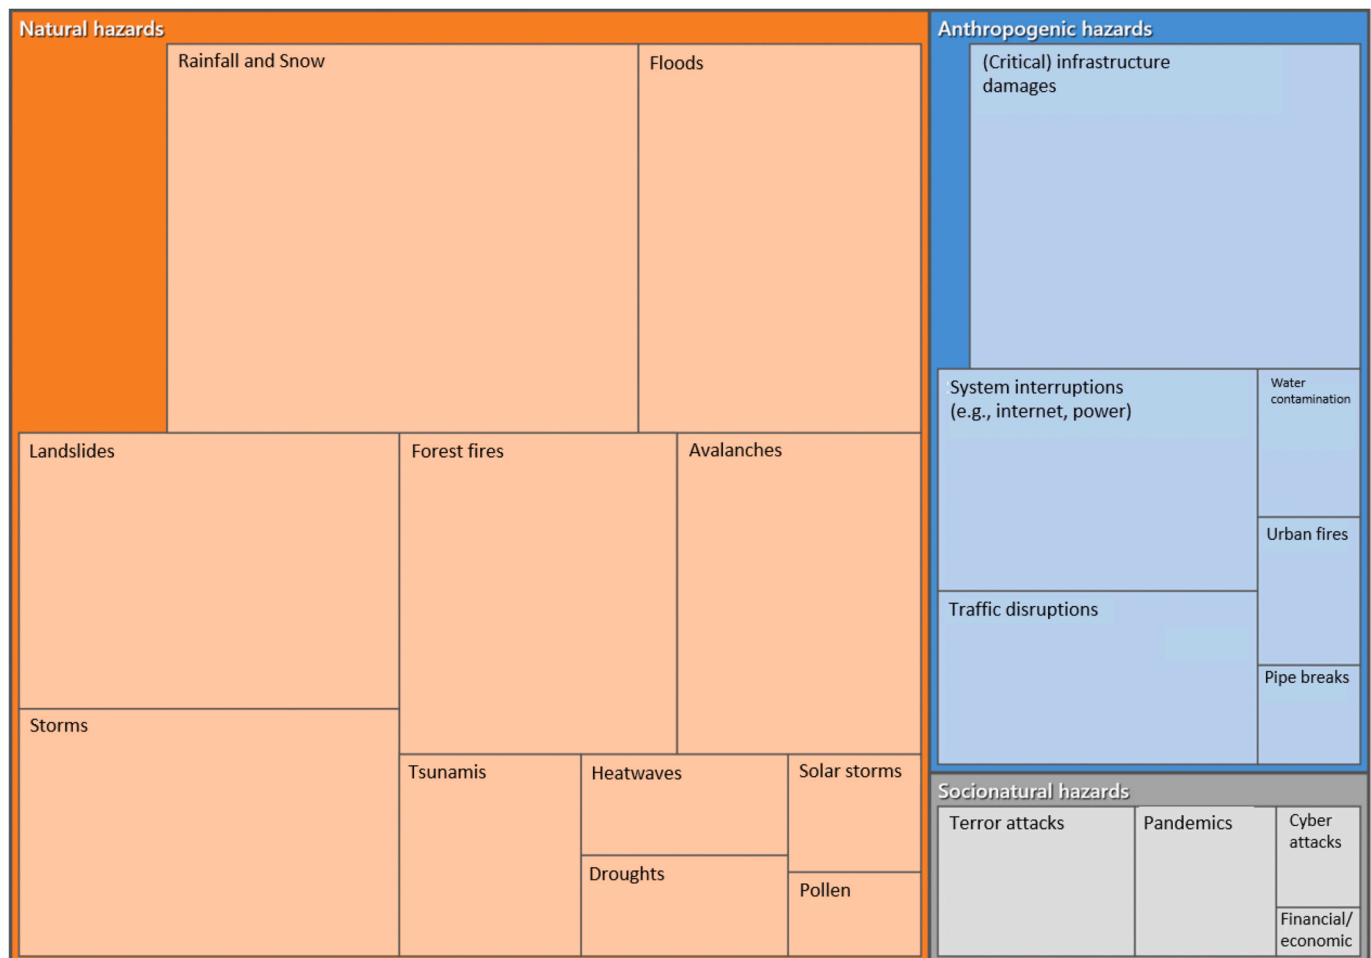 Natural hazards
Rainfall and Snow
Floods
Landslides
Forest fires
Avalanches
Storms
Tsunamis
Heatwaves
Solar storms
Droughts
Pollen
Anthropogenic hazards
(Critical) infrastructure
damages
System interruptions
(e.g., internet, power)
Water
contamination
Urban fires
Traffic disruptions
Pipe breaks
Socionatural hazards
Terror attacks
Pandemics
Cyber
attacks
Financial/
economic